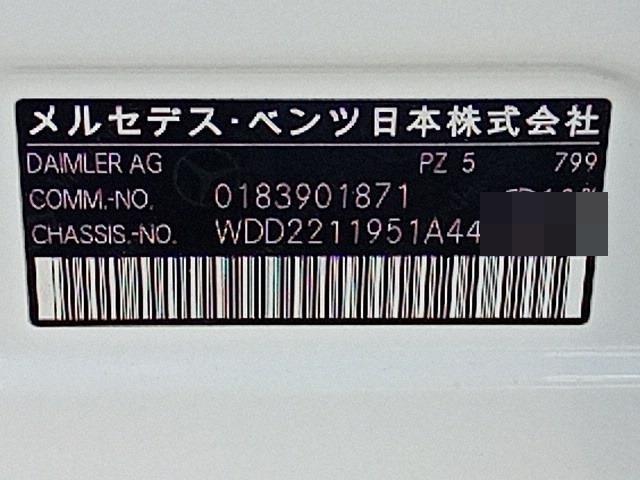 メルセデス・ベンツ日本株式会社
DAIMLER AG PZ 5 799
COMM.-NO. 0183901871
CHASSIS.-NO. WDD2211951A44